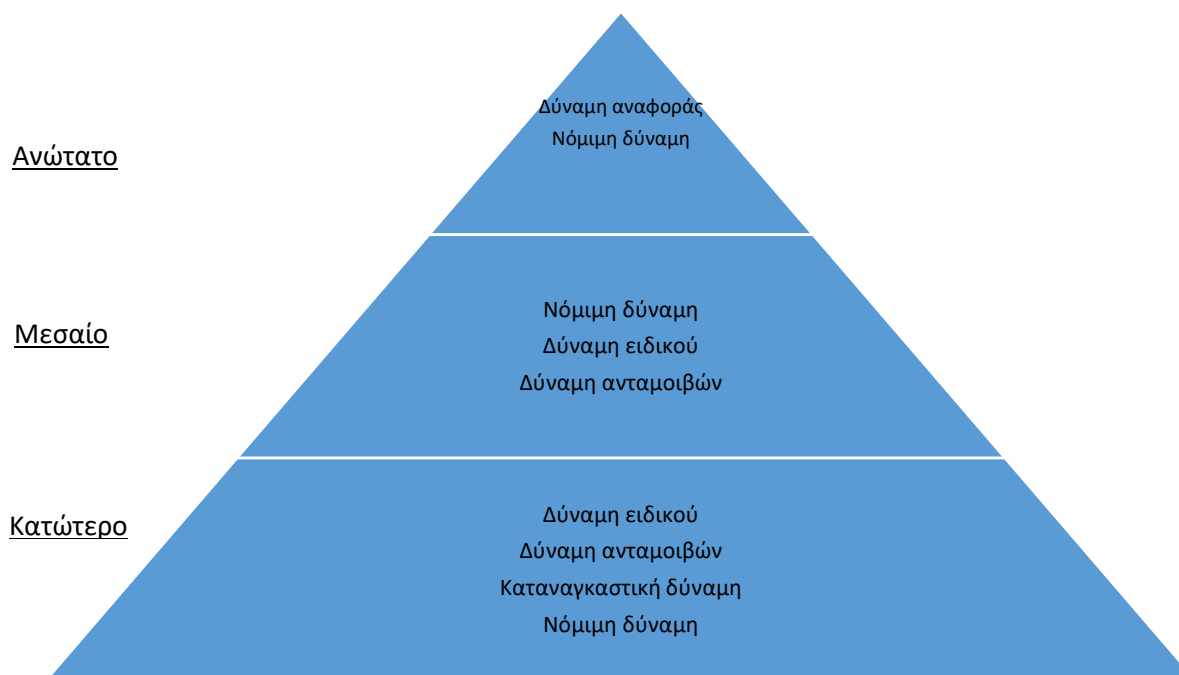 Δύναμη αναφοράς
Νόμιμη δύναμη
Ανώτατο
Νόμιμη δύναμη
Μεσαίο
Δύναμη ειδικού
Δύναμη ανταμοιβών
Δύναμη ειδικού
Κατώτερο
Δύναμη ανταμοιβών
Καταναγκαστική δύναμη
Νόμιμη δύναμη